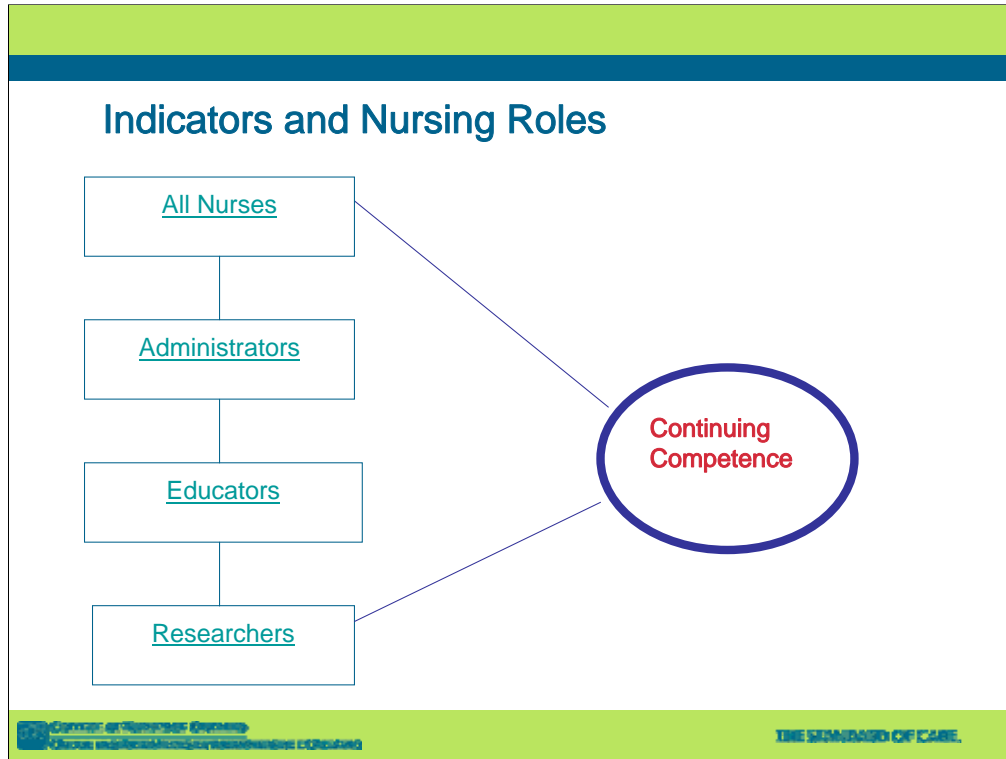 Indicators and Nursing Roles
All Nurses
Administrators
Educators
Researchers
Continuing
Competence
THE STANDARD OF CARE.